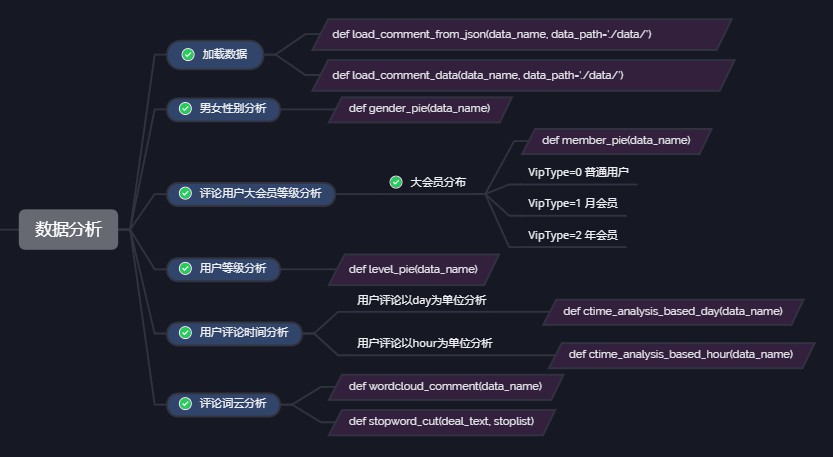 数据分析
加载数据
def load_comment_from_json(data_name, data_path='./data/')
def load_comment_data(data_name, data_path='./data/')
男女性别分析
def gender_pie(data_name)
评论用户大会员等级分析
大会员分布
def member_pie(data_name)
VipType=0 普通用户
VipType=1 月会员
VipType=2 年会员
用户等级分析
def level_pie(data_name)
用户评论时间分析
用户评论以day为单位分析
def ctime_analysis_based_day(data_name)
用户评论以hour为单位分析
def ctime_analysis_based_hour(data_name)
评论词云分析
def wordcloud_comment(data_name)
def stopword_cut(deal_text, stoplist)